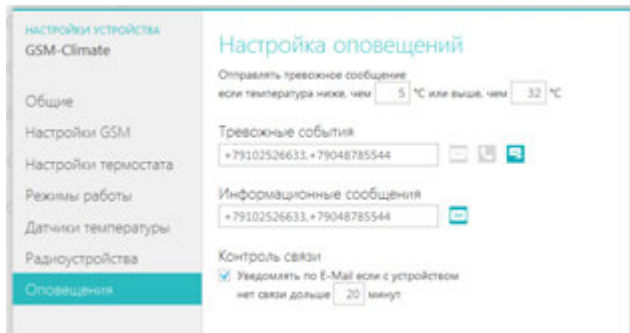 НАСТРОЙКИ УСТРОЙСТВА
GSM-Climate
Общие
Настройки GSM
Настройки термостата
Режимы работы
Датчики температуры
Радиоустройства
Оповещения
Настройка оповещений
Отправлять тревожное сообщение
если температура ниже, чем 5 °C или выше, чем 32 °C
Тревожные события
+79102526633,+79048785544
Информационные сообщения
+79102526633,+79048785544
Контроль связи
Уведомлять по E-Mail если с устройством
нет связи дольше 20 минут